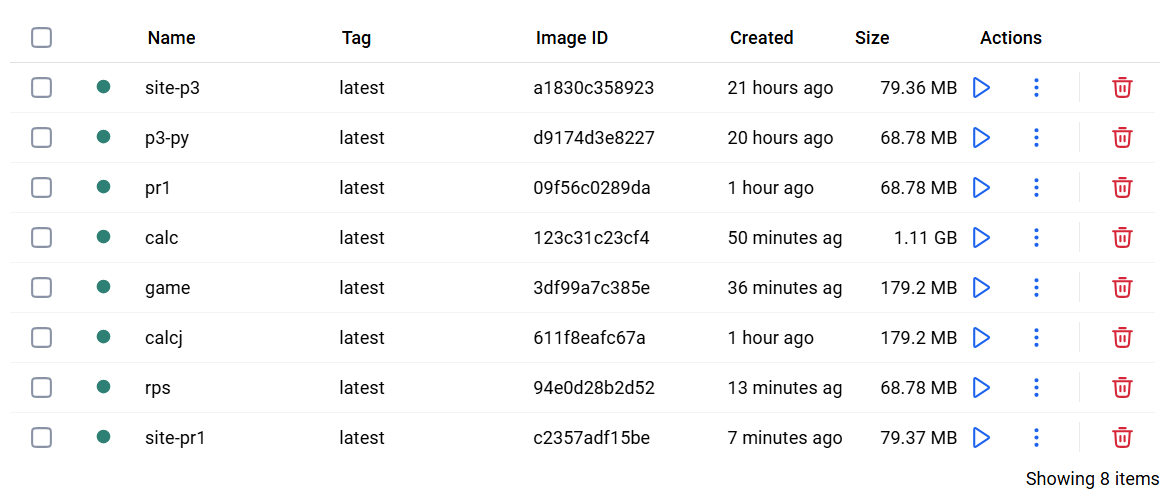 Name Tag Image ID Created Size Actions
site-p3 latest a1830c358923 21 hours ago 79.36 MB
p3-py latest d9174d3e8227 20 hours ago 68.78 MB
pr1 latest 09f56c0289da 1 hour ago 68.78 MB
calc latest 123c31c23cf4 50 minutes ag 1.11 GB
game latest 3df99a7c385e 36 minutes ag 179.2 MB
calcj latest 611f8eafc67a 1 hour ago 179.2 MB
rps latest 94e0d28b2d52 13 minutes ag 68.78 MB
site-pr1 latest c2357adf15be 7 minutes ago 79.37 MB
Showing 8 items